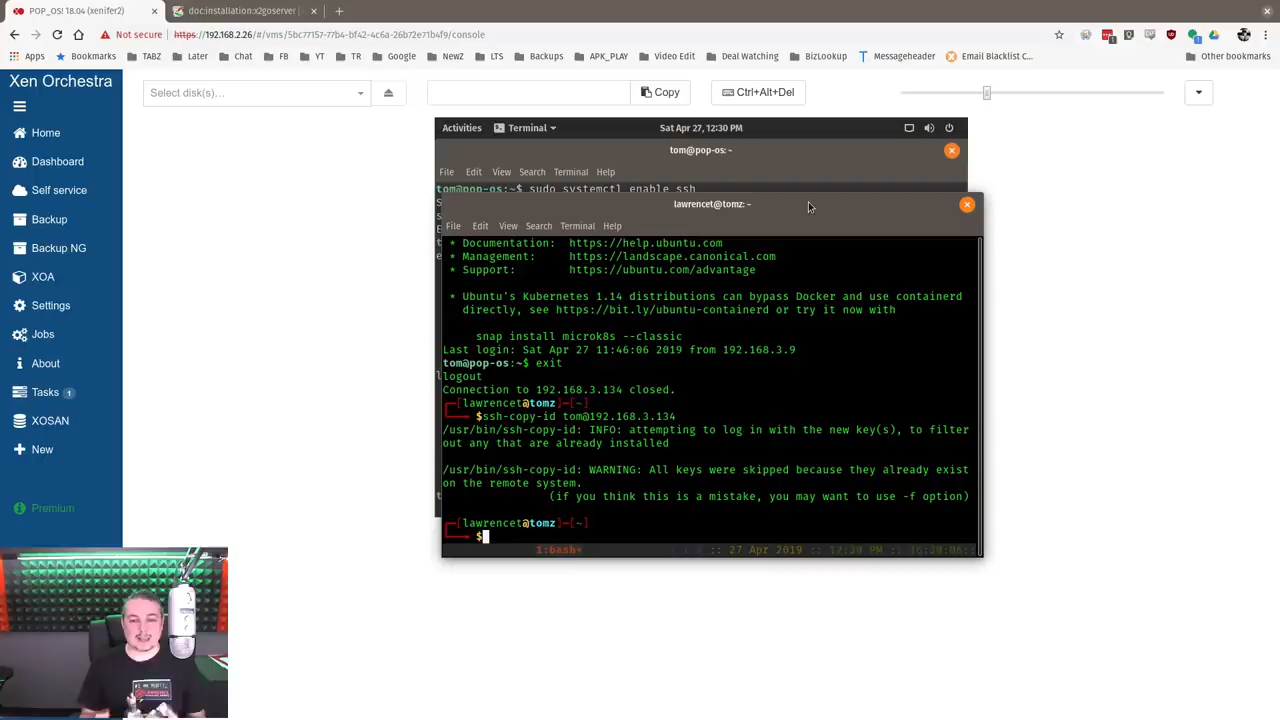 POP_OS! 18.04 (xenifer2)
doc:installation:x2goserver
Not secure
https://192.168.2.26/#/vms/5bc77157-77b4-bf42-4c6a-26b72e71b4f9/console
Apps
Bookmarks
TABZ
Later
Chat
FB
YT
TR
Google
NewZ
LTS
Backups
APK_PLAY
Video Edit
Deal Watching
BizLookup
Messageheader
Email Blacklist C...
Other Bookmarks
Xen Orchestra
Home
Dashboard
Self service
Backup
Backup NG
XOA
Settings
Jobs
About
Tasks 1
XOSAN
New
Premium
Select disk(s)...
Copy
Ctrl+Alt+Del
Activities
Terminal
Sat Apr 27, 12:30 PM
tom@pop-os: ~
File Edit View Search Terminal Help
tom@pop-os:~$ sudo systemctl enable ssh
lawrencet@tomz: ~
File Edit View Search Terminal Help
* Documentation: https://help.ubuntu.com
* Management: https://landscape.canonical.com
* Support: https://ubuntu.com/advantage
* Ubuntu's Kubernetes 1.14 distributions can bypass Docker and use containerd
directly, see https://bit.ly/ubuntu-containerd or try it now with
snap install microk8s --classic
Last login: Sat Apr 27 11:46:06 2019 from 192.168.3.9
tom@pop-os:~$ exit
logout
Connection to 192.168.3.134 closed.
[lawrencet@tomz]─[~]
$ssh-copy-id tom@192.168.3.134
/usr/bin/ssh-copy-id: INFO: attempting to log in with the new key(s), to filter
out any that are already installed
/usr/bin/ssh-copy-id: WARNING: All keys were skipped because they already exist
on the remote system.
(if you think this is a mistake, you may want to use -f option)
[lawrencet@tomz]─[~]
$
1:bash* :: 27 Apr 2019 :: 12:30 PM :: 16:30:06::